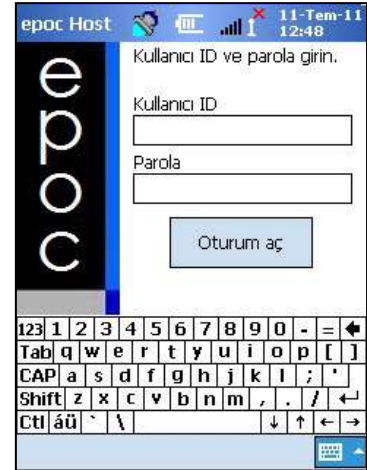 epoc Host 11-Tem-11
12:48
epoc
Kullanıcı ID ve parola girin.
Kullanıcı ID
Parola
Oturum aç
123 1 2 3 4 5 6 7 8 9 0 - =
Tab q w e r t y u i o p [ ]
CAP a s d f g h j k l ; '
Shift z x c v b n m , . /
Ctl áü ` \